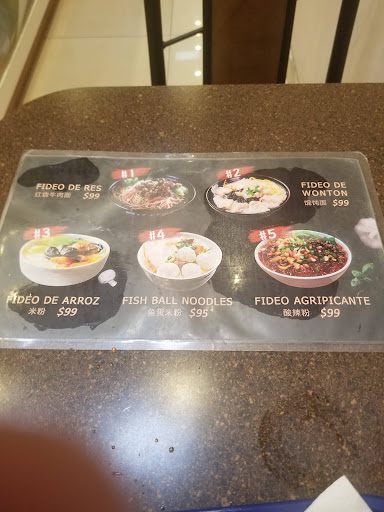 #1
FIDEO DE RES
红烧牛肉面 $99
#2
FIDEO DE
WONTON
馄饨面 $99
#3
FIDEO DE ARROZ
米粉 $99
#4
FISH BALL NOODLES
鱼蛋米粉 $95
#5
FIDEO AGRIPICANTE
酸辣粉 $99